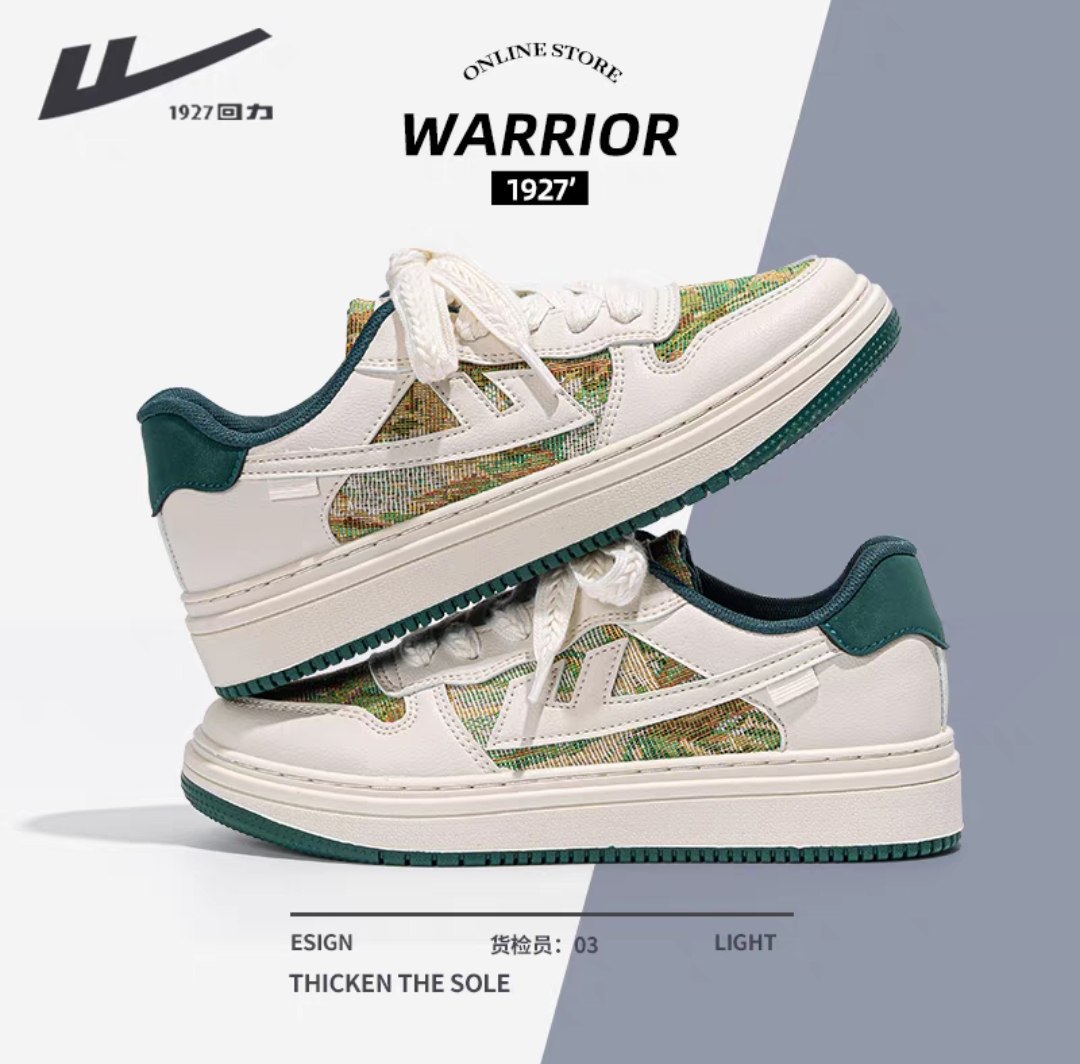 1927回力
ONLINE STORE
WARRIOR
1927’
ESIGN
货检员：03
LIGHT
THICKEN THE SOLE